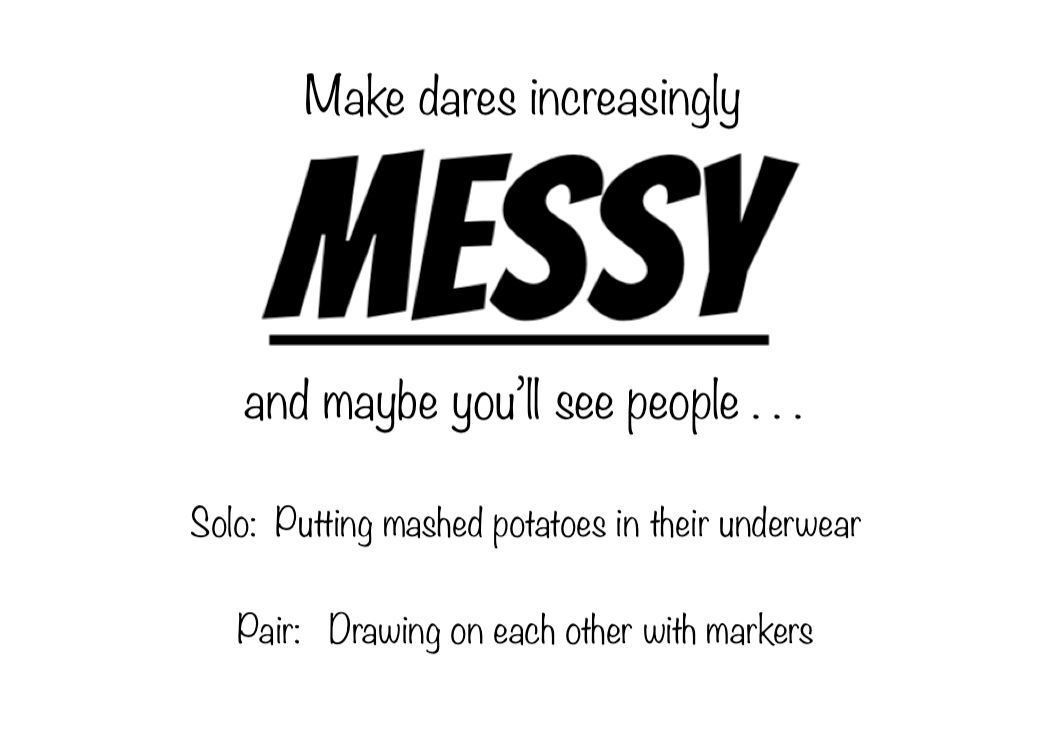 Make dares increasingly
MESSY
and maybe you'll see people . . .
Solo: Putting mashed potatoes in their underwear
Pair: Drawing on each other with markers